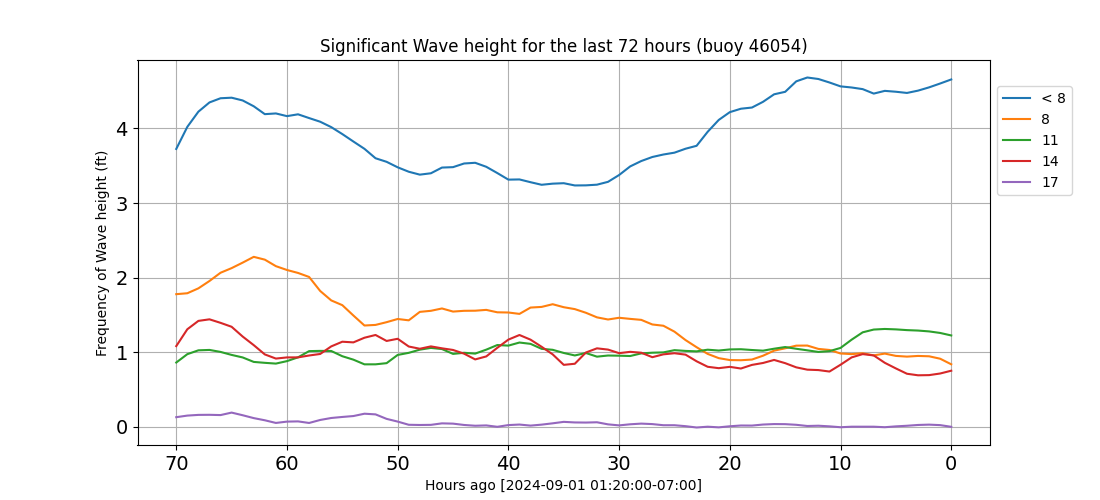 Significant Wave height for the last 72 hours (buoy 46054)
Frequency of Wave height (ft)
4
3
2
1
0
70 60 50 40 30 20 10 0
Hours ago [2024-09-01 01:20:00-07:00]
< 8
8
11
14
17